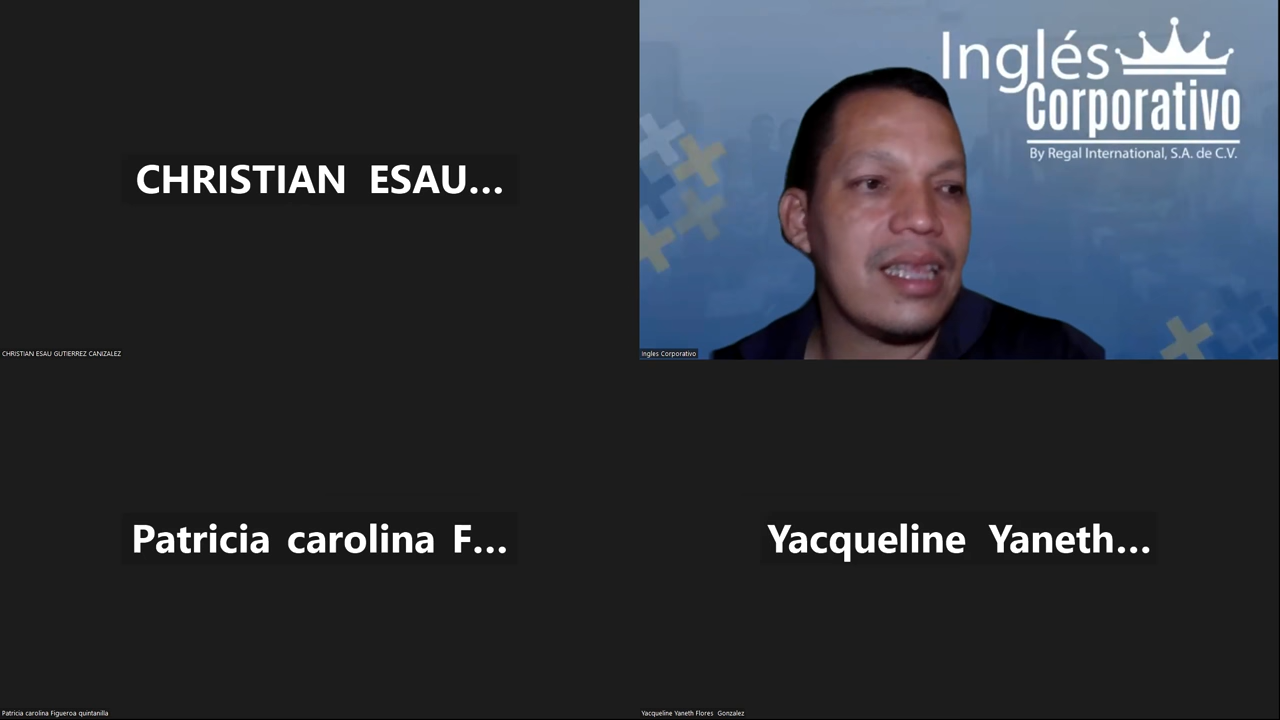 CHRISTIAN ESAU...
CHRISTIAN ESAU GUTIERREZ CANIZALEZ
Inglés
Corporativo
By Regal International, S.A. de C.V.
Ingles Corporativo
Patricia carolina F...
Patricia carolina Figueroa quintanilla
Yacqueline Yaneth...
Yacqueline Yaneth Flores Gonzalez